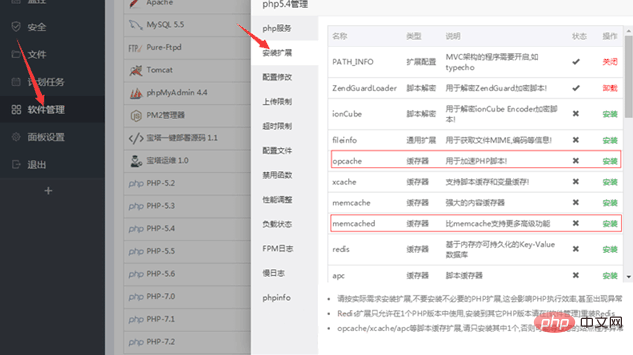 监控
安全
文件
计划任务
软件管理
面板设置
退出
Apache
MySQL 5.5
Pure-Ftpd
Tomcat
phpMyAdmin 4.4
PM2管理器
宝塔一键部署源码 1.1
宝塔运维 1.0
php PHP-5.2
php PHP-5.3
php PHP-5.4
php PHP-5.5
php PHP-5.6
php PHP-7.0
php PHP-7.1
php PHP-7.2
php5.4管理
php服务
安装扩展
配置修改
上传限制
超时限制
配置文件
禁用函数
性能调整
负载状态
FPM日志
慢日志
phpinfo
名称 类型 说明 状态 操作
PATH_INFO 扩展配置 MVC架构的程序需要开启,如typecho 关闭
ZendGuardLoader 脚本解密 用于解密ZendGuard加密脚本! 卸载
ionCube 脚本解密 用于解密ionCube Encoder加密脚本! 安装
fileinfo 通用扩展 用于获取文件MIME,编码等信息! 安装
opcache 缓存器 用于加速PHP脚本! 安装
xcache 缓存器 支持脚本缓存和变量缓存! 安装
memcache 缓存器 强大的内容缓存器 安装
memcached 缓存器 比memcache支持更多高级功能 安装
redis 缓存器 基于内存亦可持久化的Key-Value数据库 安装
apc 缓存器 脚本缓存器 安装
请按实际需求安装扩展,不要安装不必要的PHP扩展,这会影响PHP执行效率,甚至出现异常
Redis扩展只允许在1个PHP版本中使用,安装到其它PHP版本请在[软件管理]重装Redis
opcache/xcache/apc等脚本缓存扩展,请只安装其中1个,否则可能程序异常
php 中文网